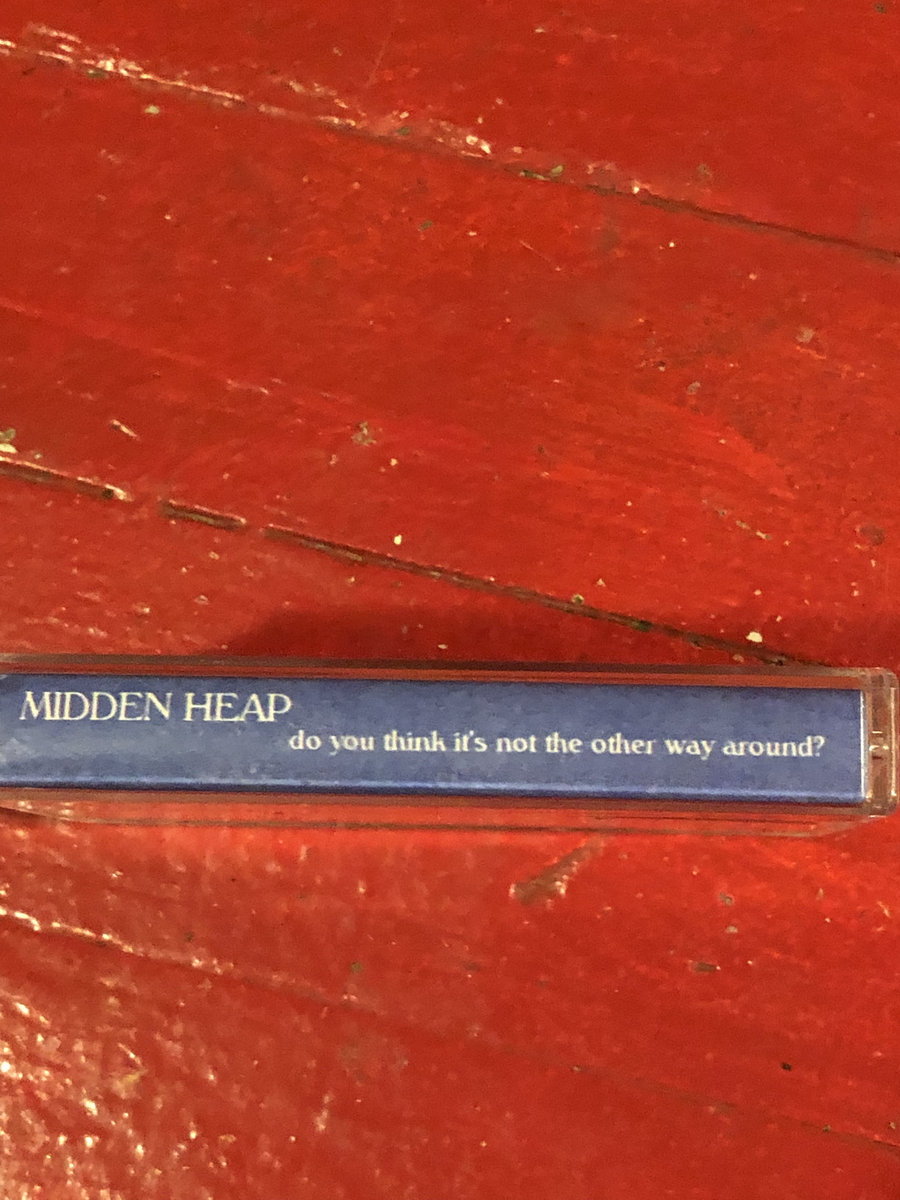 MIDDEN HEAP
do you think it's not the other way around?